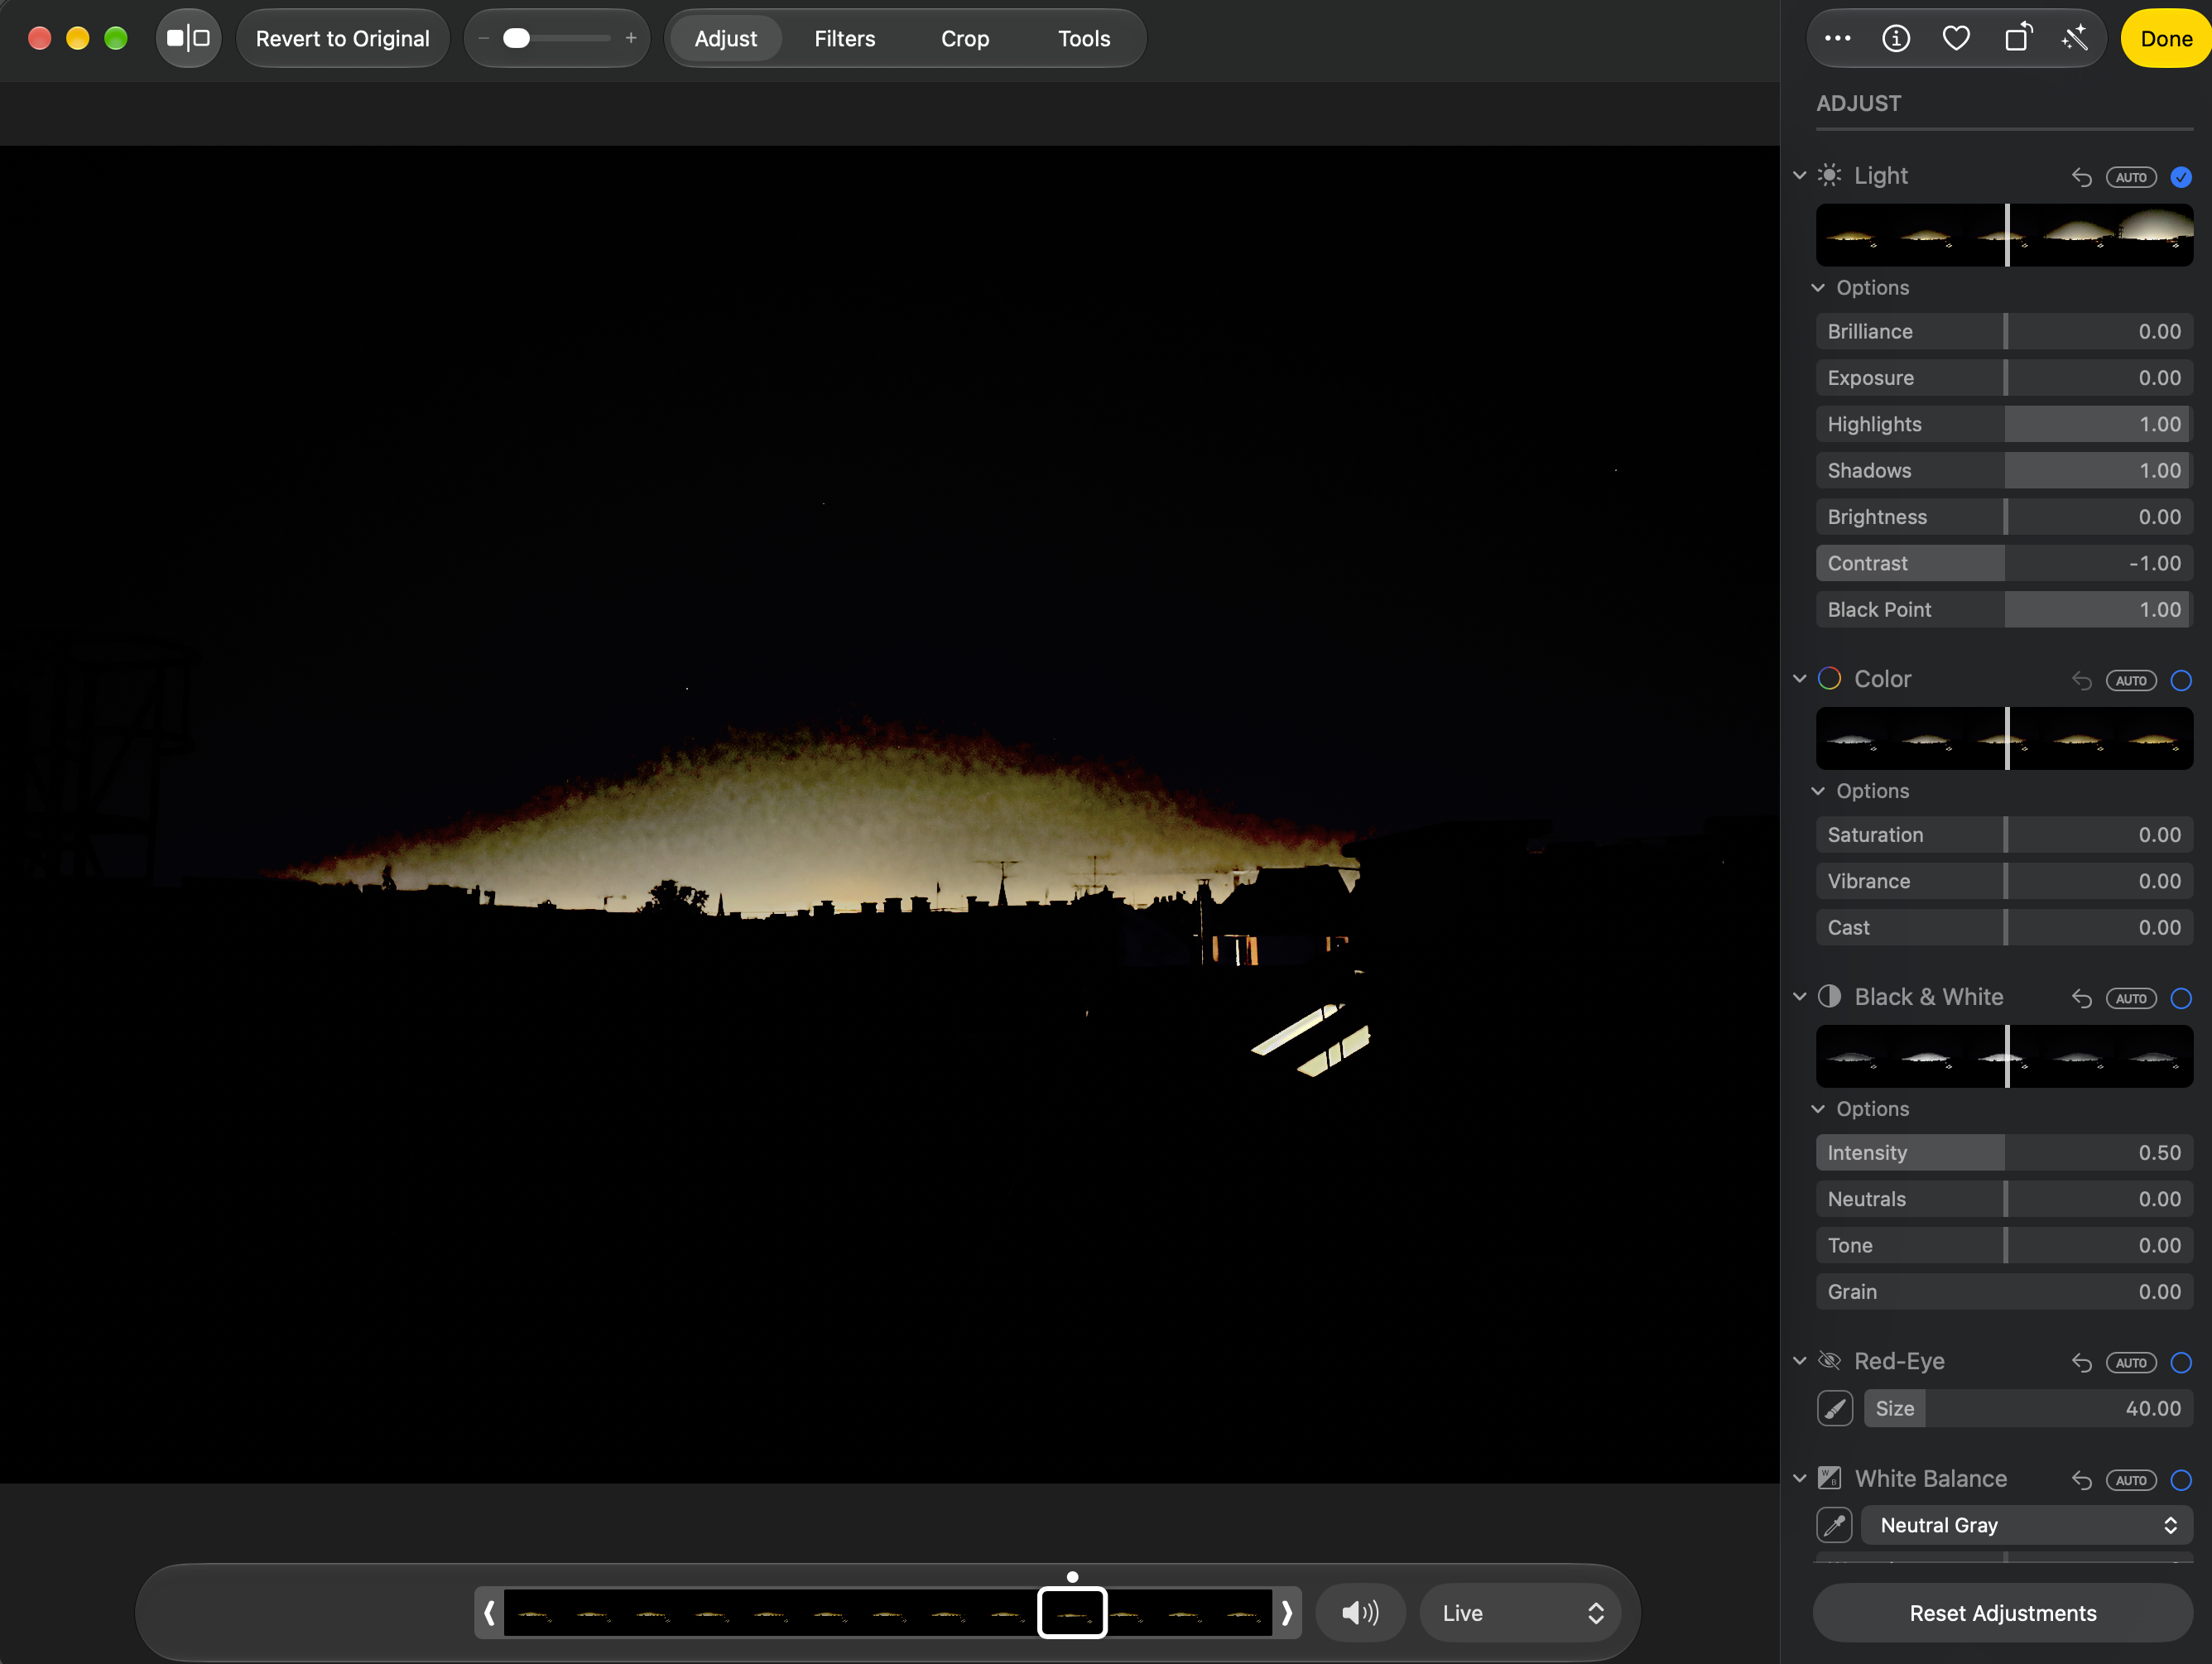 Revert to Original
Adjust Filters Crop Tools
Done
ADJUST
Light AUTO
Options
Brilliance 0.00
Exposure 0.00
Highlights 1.00
Shadows 1.00
Brightness 0.00
Contrast -1.00
Black Point 1.00
Color AUTO
Options
Saturation 0.00
Vibrance 0.00
Cast 0.00
Black & White AUTO
Options
Intensity 0.50
Neutrals 0.00
Tone 0.00
Grain 0.00
Red-Eye AUTO
Size 40.00
White Balance AUTO
Neutral Gray
Live
Reset Adjustments